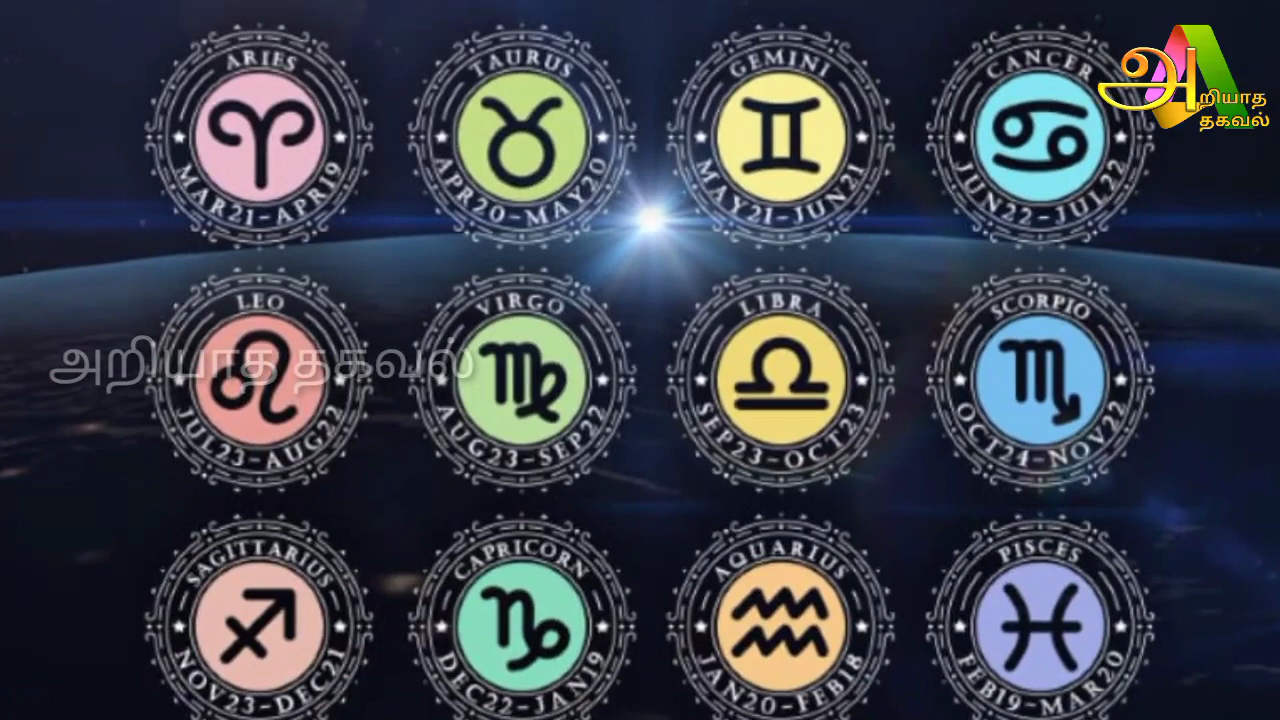 ARIES
MAR21-APR19
TAURUS
APR20-MAY20
GEMINI
MAY21-JUN21
CANCER
JUN22-JUL22
அறியாத
தகவல்
LEO
JUL23-AUG22
VIRGO
AUG23-SEP22
LIBRA
SEP23-OCT23
SCORPIO
OCT24-NOV22
அறியாத தகவல்
SAGITTARIUS
NOV23-DEC21
CAPRICORN
DEC22-JAN19
AQUARIUS
JAN20-FEB18
PISCES
FEB19-MAR20